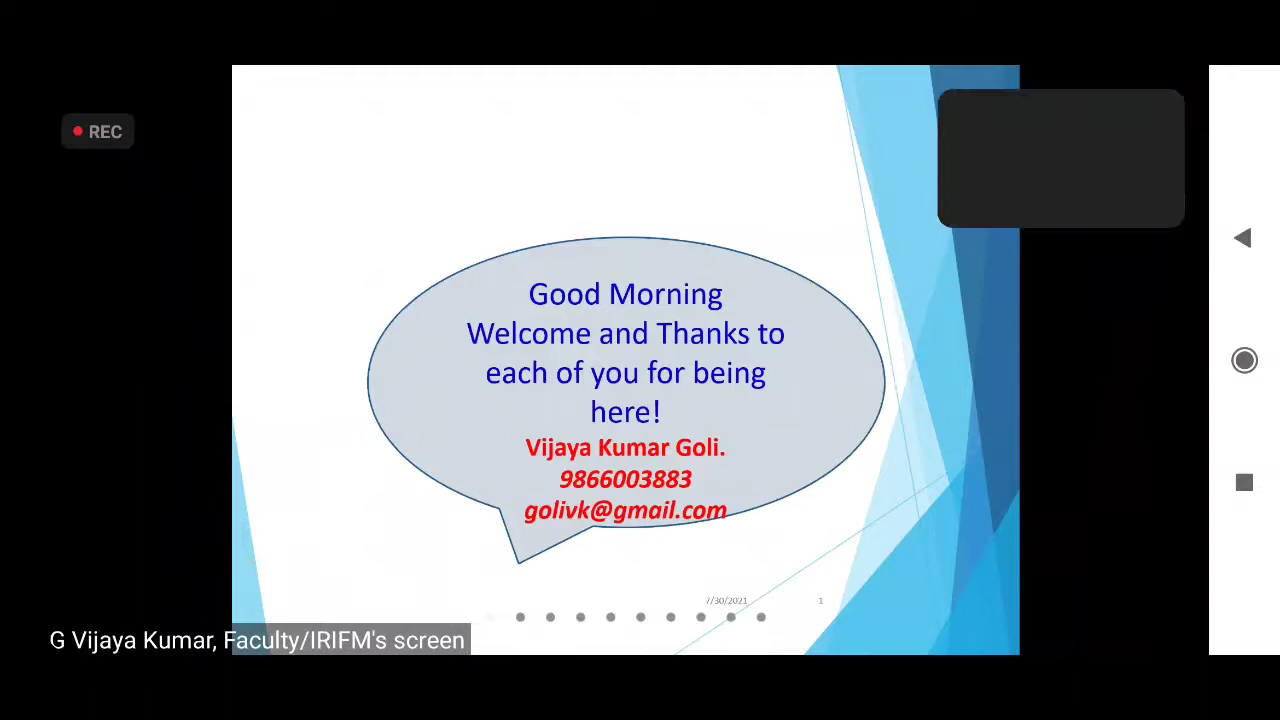 REC
Good Morning
Welcome and Thanks to
each of you for being
here!
Vijaya Kumar Goli.
9866003883
golivk@gmail.com
7/30/2021 1
G Vijaya Kumar, Faculty/IRIFM's screen